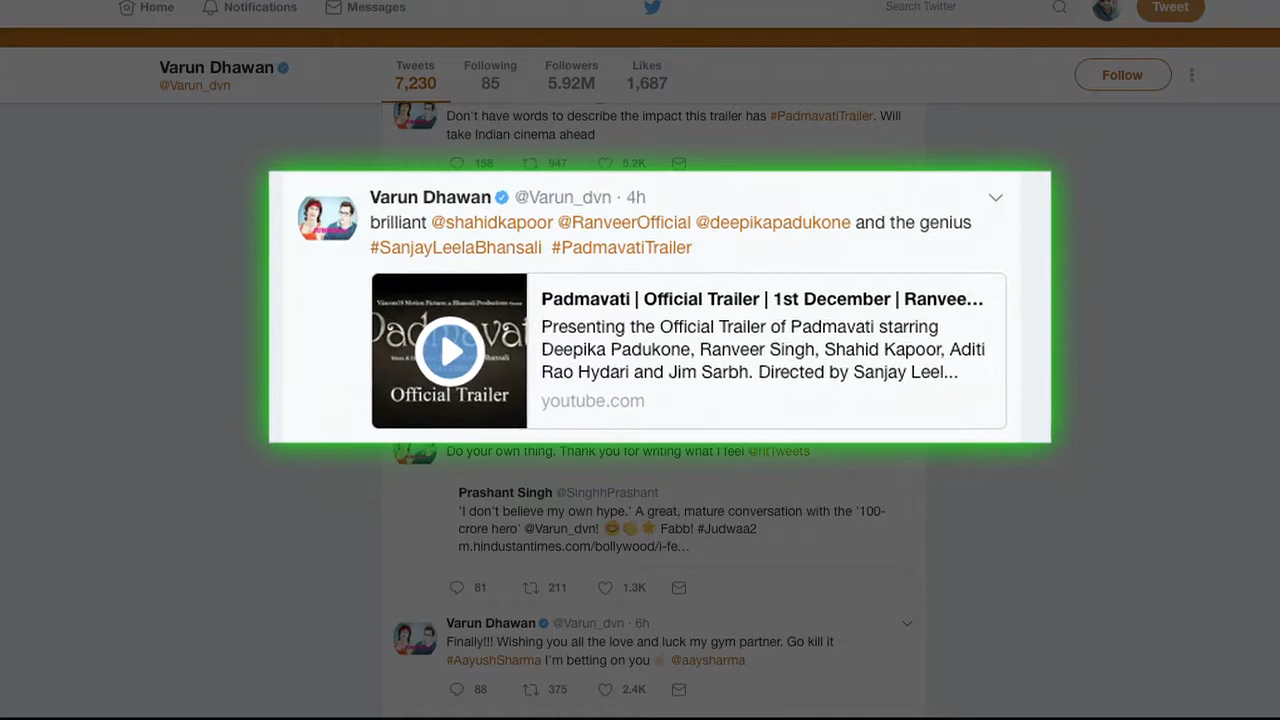 Home Notifications Messages Search Twitter Tweet
Varun Dhawan
@Varun_dvn
Tweets Following Followers Likes
7,230 85 5.92M 1,687
Follow
Don't have words to describe the impact this trailer has #PadmavatiTrailer. Will
take Indian cinema ahead
158 947 5.2K
Varun Dhawan @Varun_dvn · 4h
brilliant @shahidkapoor @RanveerOfficial @deepikapadukone and the genius
#SanjayLeelaBhansali #PadmavatiTrailer
Viacom18 Motion Pictures & Bhansali Productions
Padmavati
Official Trailer
Padmavati | Official Trailer | 1st December | Ranvee...
Presenting the Official Trailer of Padmavati starring
Deepika Padukone, Ranveer Singh, Shahid Kapoor, Aditi
Rao Hydari and Jim Sarbh. Directed by Sanjay Leel...
youtube.com
Do your own thing. Thank you for writing what I feel @htTweets
Prashant Singh @SinghhPrashant
'I don't believe my own hype.' A great, mature conversation with the '100-
crore hero' @Varun_dvn! Fabb! #Judwaa2
m.hindustantimes.com/bollywood/i-fe...
81 211 1.3K
Varun Dhawan @Varun_dvn · 6h
Finally!!! Wishing you all the love and luck my gym partner. Go kill it
#AayushSharma I'm betting on you @aaysharma
88 375 2.4K